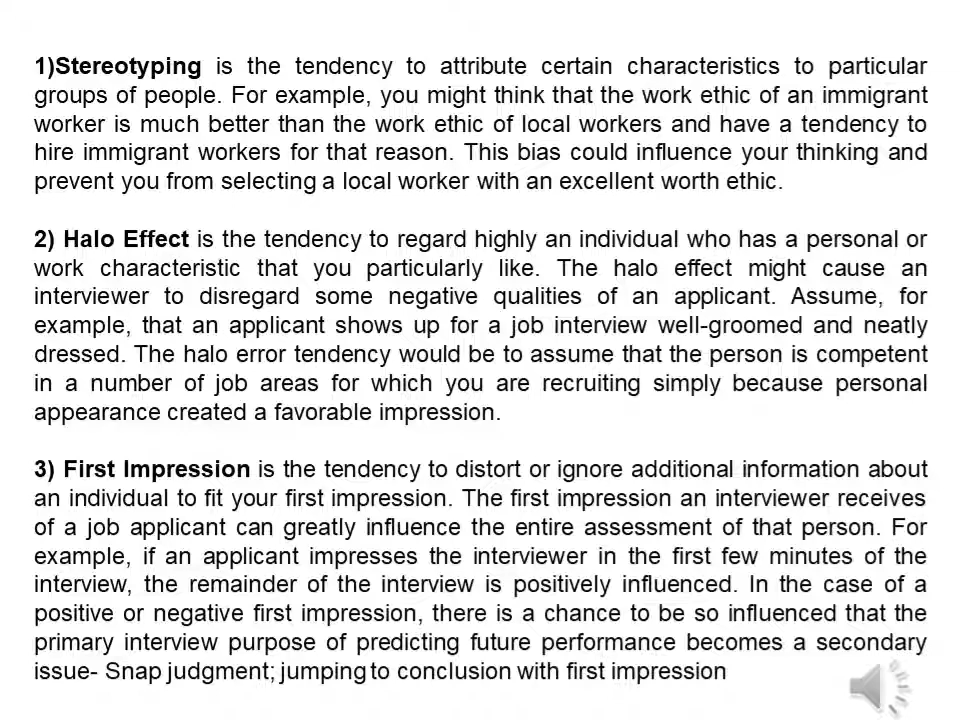 1)Stereotyping is the tendency to attribute certain characteristics to particular
groups of people. For example, you might think that the work ethic of an immigrant
worker is much better than the work ethic of local workers and have a tendency to
hire immigrant workers for that reason. This bias could influence your thinking and
prevent you from selecting a local worker with an excellent worth ethic.
2) Halo Effect is the tendency to regard highly an individual who has a personal or
work characteristic that you particularly like. The halo effect might cause an
interviewer to disregard some negative qualities of an applicant. Assume, for
example, that an applicant shows up for a job interview well-groomed and neatly
dressed. The halo error tendency would be to assume that the person is competent
in a number of job areas for which you are recruiting simply because personal
appearance created a favorable impression.
3) First Impression is the tendency to distort or ignore additional information about
an individual to fit your first impression. The first impression an interviewer receives
of a job applicant can greatly influence the entire assessment of that person. For
example, if an applicant impresses the interviewer in the first few minutes of the
interview, the remainder of the interview is positively influenced. In the case of a
positive or negative first impression, there is a chance to be so influenced that the
primary interview purpose of predicting future performance becomes a secondary
issue- Snap judgment; jumping to conclusion with first impression